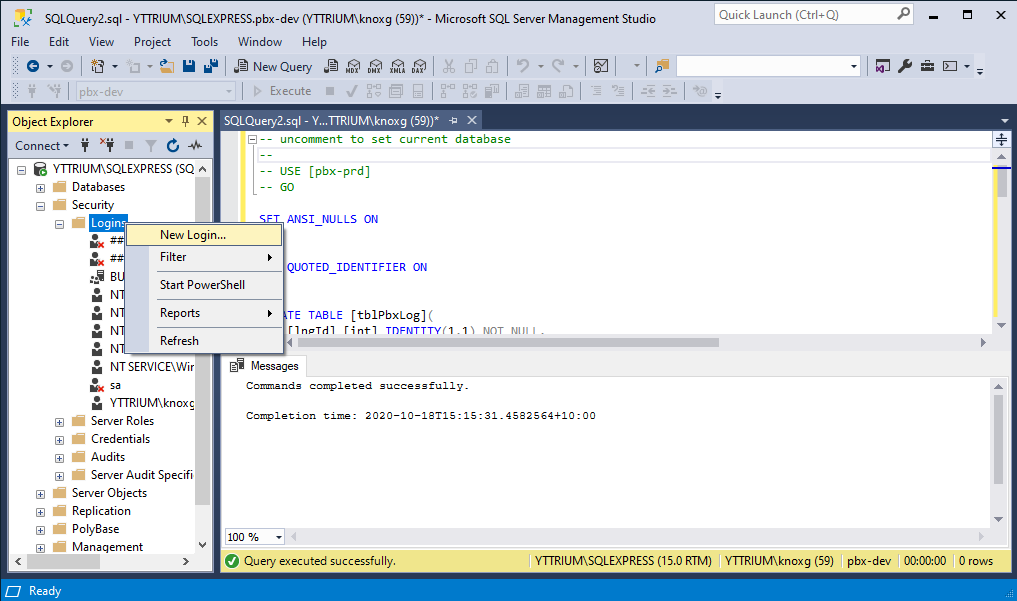 SQLQuery2.sql - YTTRIUM\SQLEXPRESS.pbx-dev (YTTRIUM\knoxg (59))* - Microsoft SQL Server Management Studio
Quick Launch (Ctrl+Q)
File Edit View Project Tools Window Help
New Query MDX DMX XMLA DAX
pbx-dev Execute
Object Explorer
Connect
YTTRIUM\SQLEXPRESS (SQ
Databases
Security
Logins
##
##
BU
NT
NT
NT
NT
NT SERVICE\Wir
sa
YTTRIUM\knoxg
Server Roles
Credentials
Audits
Server Audit Specifi
Server Objects
Replication
PolyBase
Management
New Login...
Filter
Start PowerShell
Reports
Refresh
SQLQuery2.sql - Y...TTRIUM\knoxg (59))*
-- uncomment to set current database
--
-- USE [pbx-prd]
-- GO
SET ANSI_NULLS ON
QUOTED_IDENTIFIER ON
ATE TABLE [tblPbxLog](
[lngId] [int] IDENTITY(1,1) NOT NULL,
Messages
Commands completed successfully.
Completion time: 2020-10-18T15:15:31.4582564+10:00
100 %
Query executed successfully.
YTTRIUM\SQLEXPRESS (15.0 RTM) YTTRIUM\knoxg (59) pbx-dev 00:00:00 0 rows
Ready